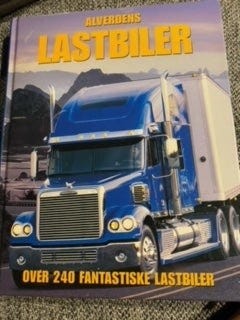 ALVERDENS
LASTBILER
OVER 240 FANTASTISKE LASTBILER